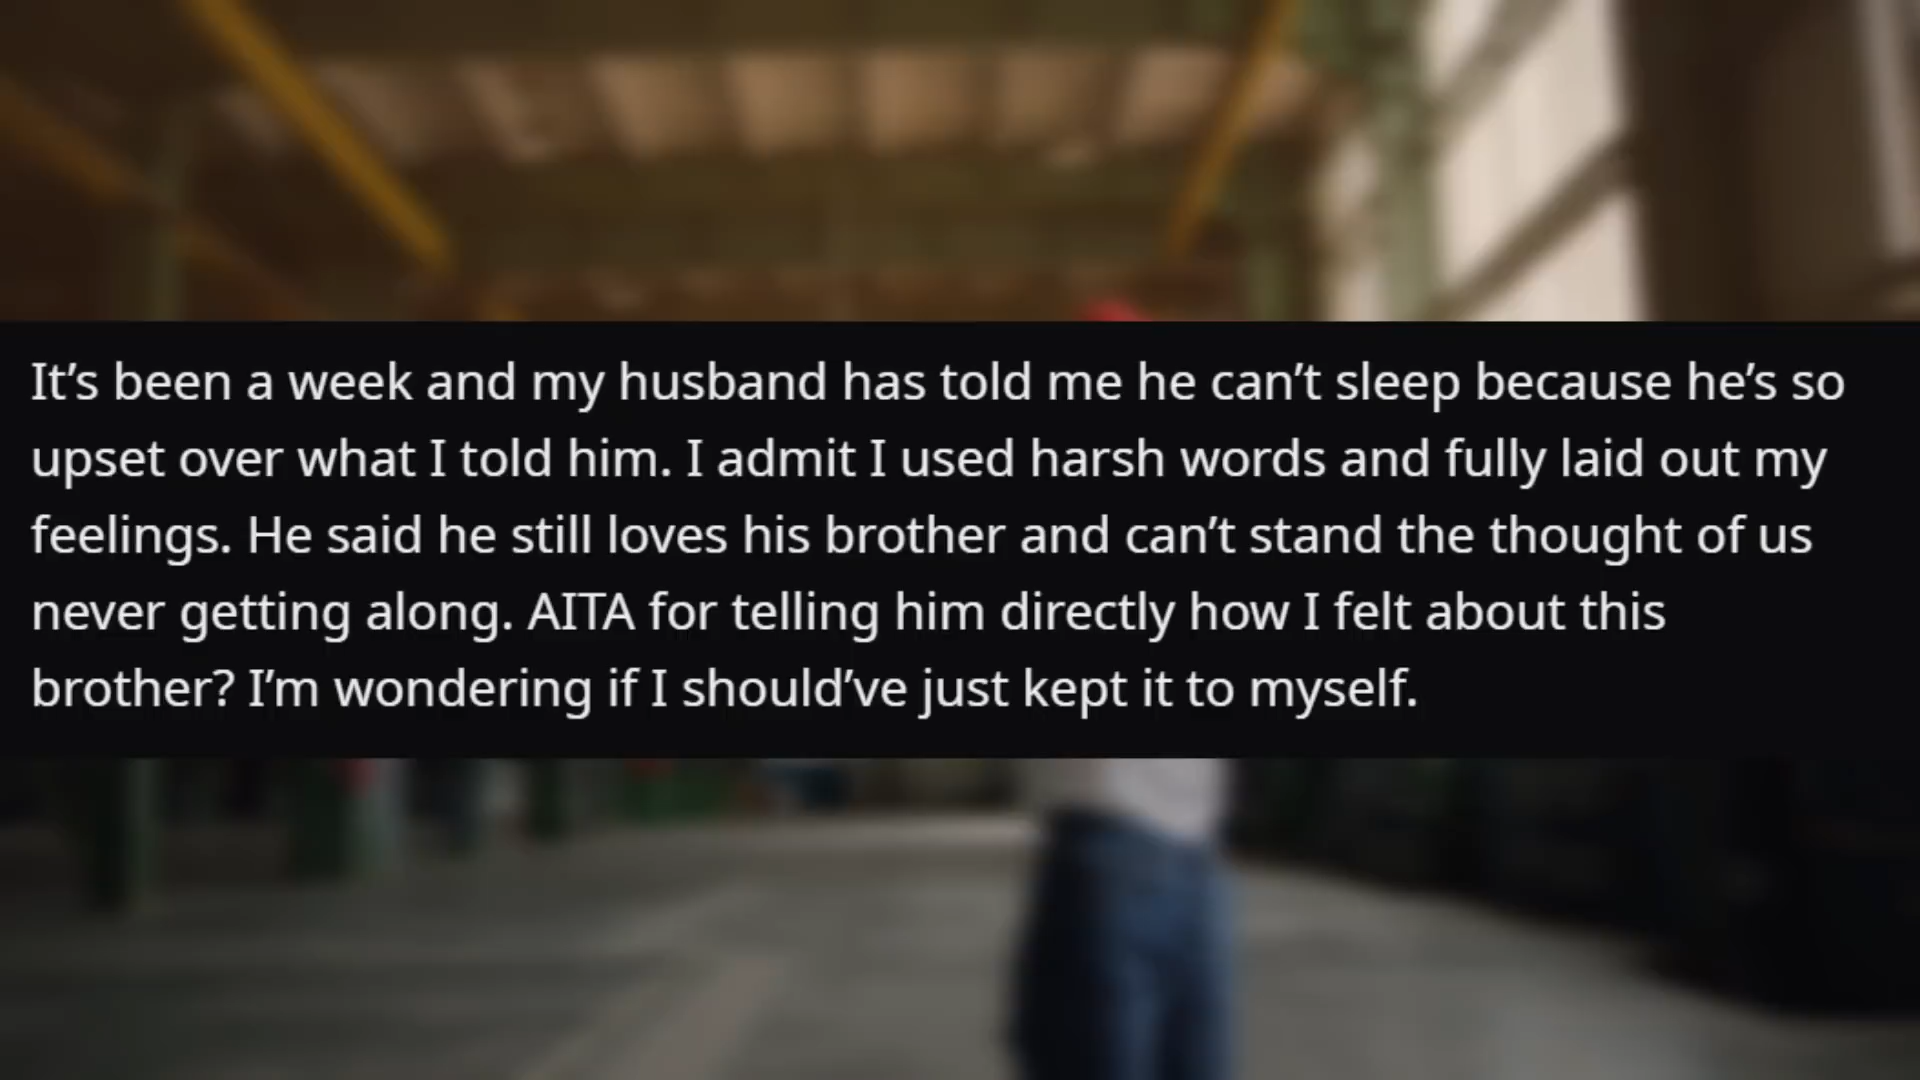 It’s been a week and my husband has told me he can’t sleep because he’s so
upset over what I told him. I admit I used harsh words and fully laid out my
feelings. He said he still loves his brother and can’t stand the thought of us
never getting along. AITA for telling him directly how I felt about this
brother? I’m wondering if I should’ve just kept it to myself.